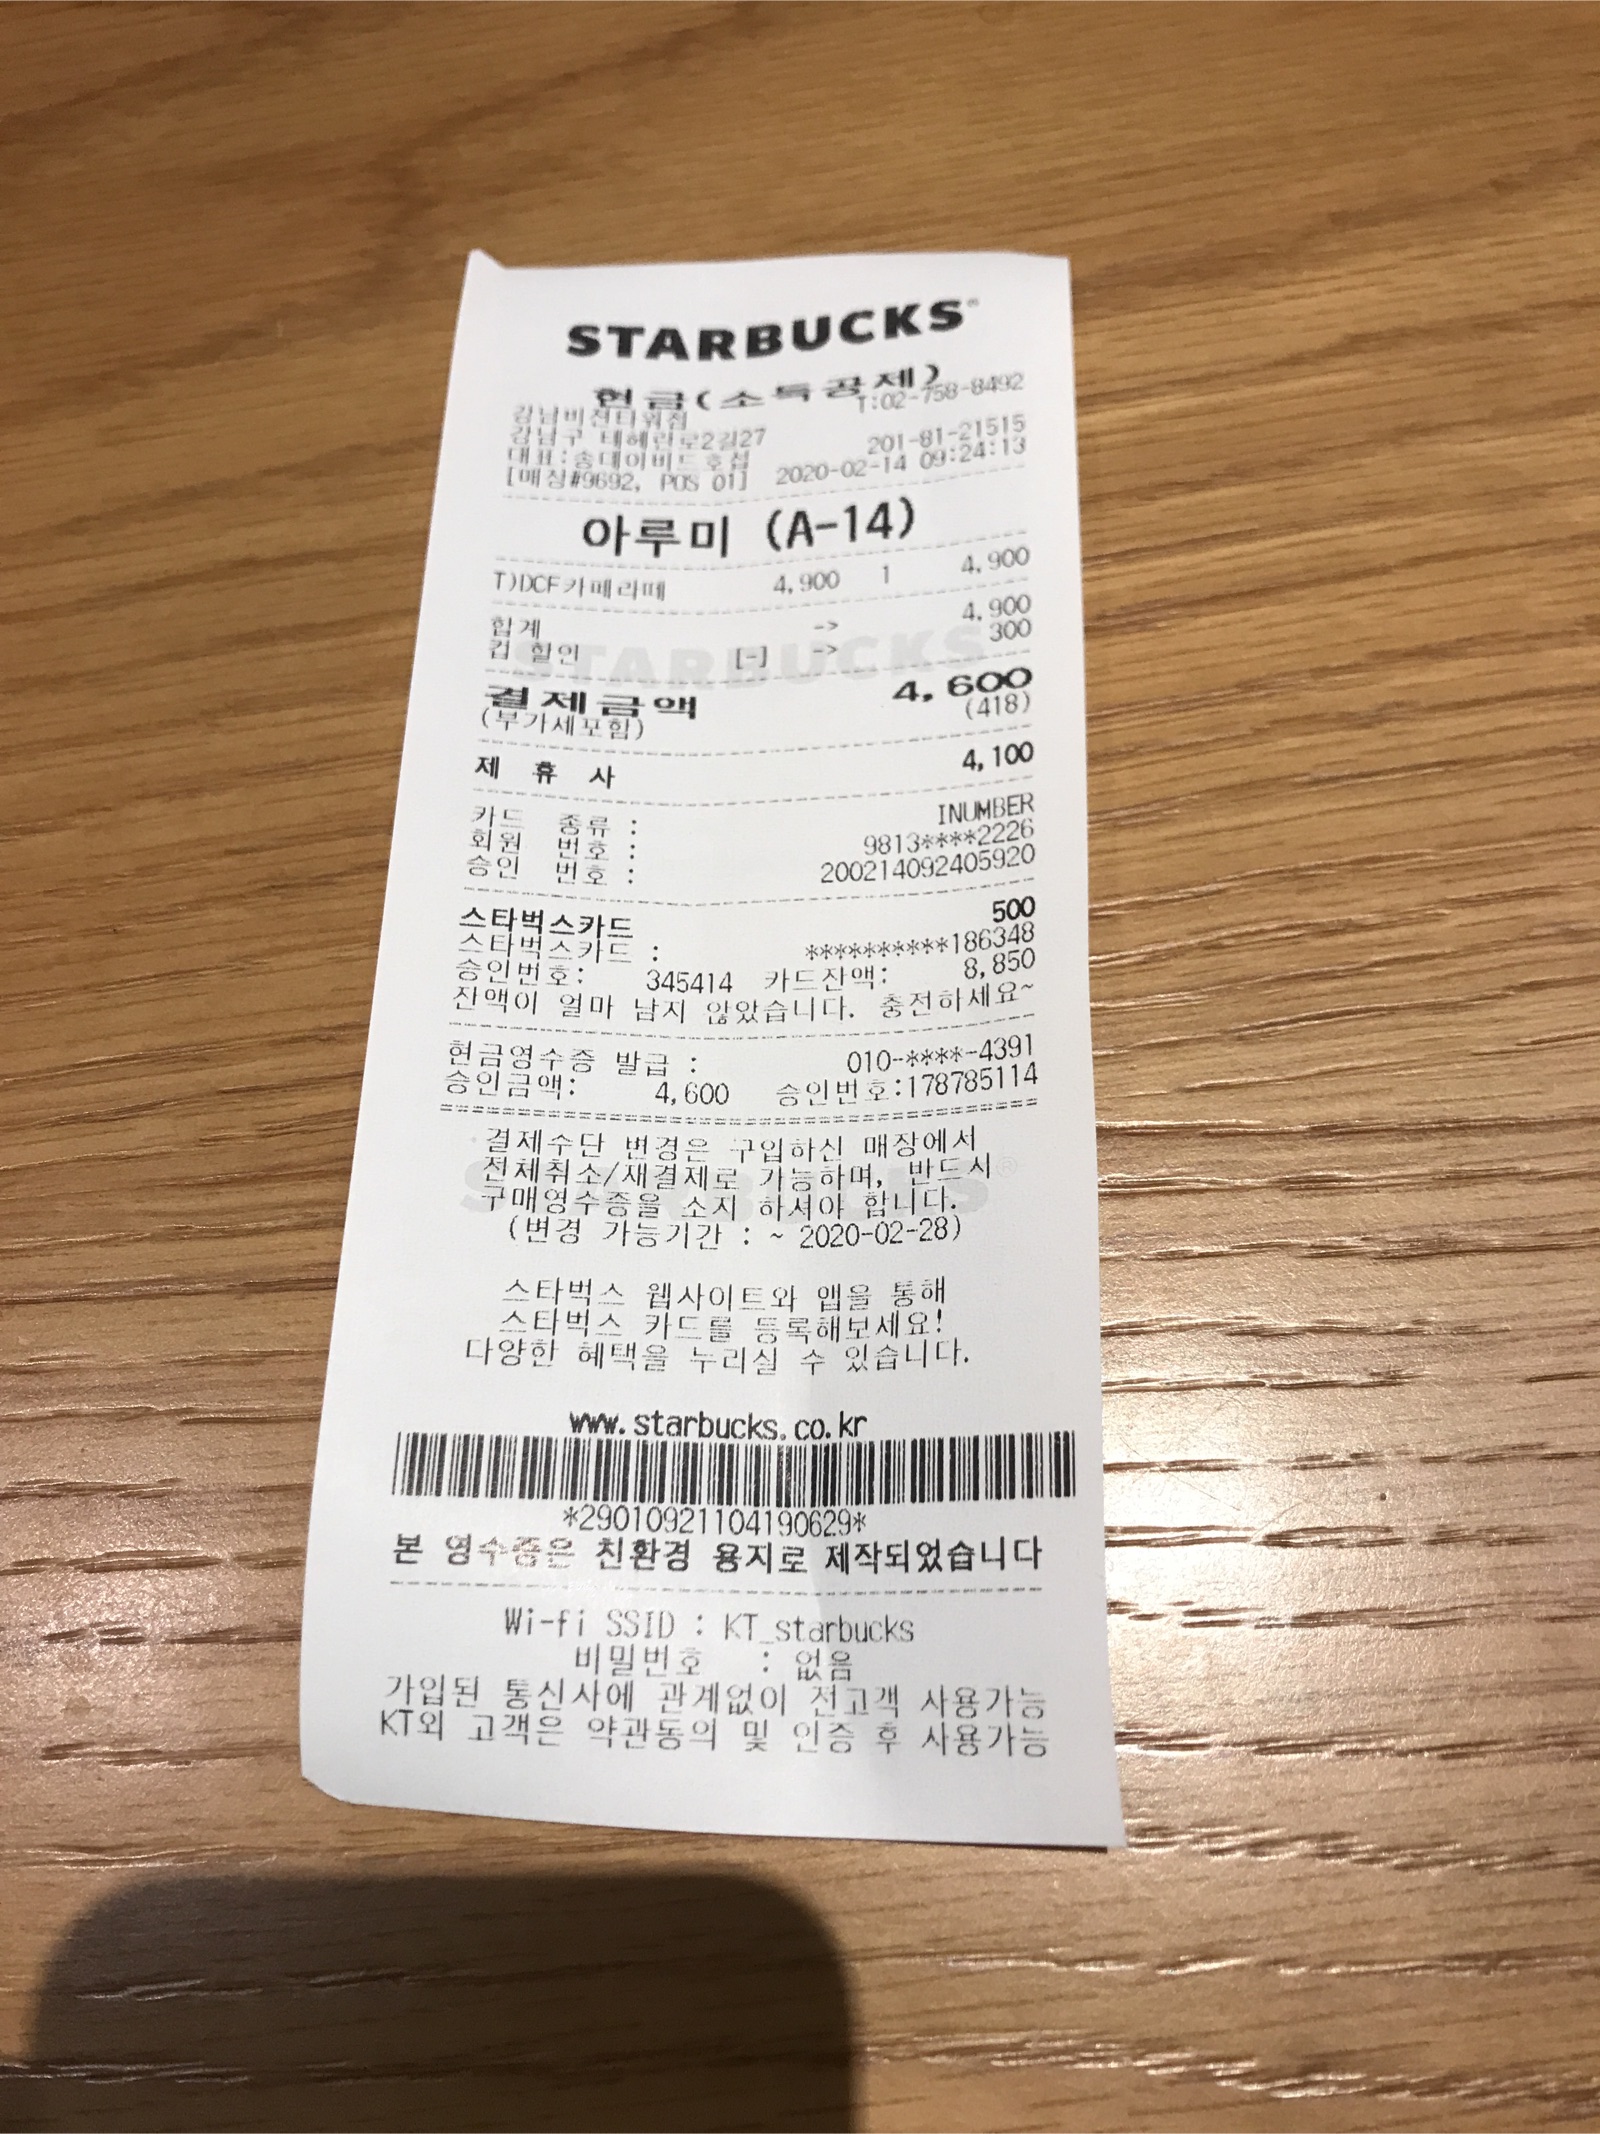 STARBUCKS
현금(소득공제)
강남비전타워점 T:02-758-8492
강남구 테헤란로2길27
대표:송데이비드호섭 201-81-21515
[매장#9692, POS 01] 2020-02-14 09:24:13
아루미 (A-14)
T)DCF카페라떼 4,900 1 4,900
합계 -> 4,900
컵 할인 [-] -> 300
결제금액 4,600
(부가세포함) (418)
제 휴 사 4,100
카드 종류 : INUMBER
회원 번호 : 9813****2226
승인 번호 : 200214092405920
스타벅스카드 500
스타벅스카드 : **********186348
승인번호: 345414 카드잔액: 8,850
잔액이 얼마 남지 않았습니다. 충전하세요~
현금영수증 발급 : 010-****-4391
승인금액: 4,600 승인번호:178785114
결제수단 변경은 구입하신 매장에서
전체취소/재결제로 가능하며, 반드시
구매영수증을 소지 하셔야 합니다.
(변경 가능기간 : ~ 2020-02-28)
스타벅스 웹사이트와 앱을 통해
스타벅스 카드를 등록해보세요!
다양한 혜택을 누리실 수 있습니다.
www.starbucks.co.kr
*29010921104190629*
본 영수증은 친환경 용지로 제작되었습니다
Wi-fi SSID : KT_starbucks
비밀번호 : 없음
가입된 통신사에 관계없이 전고객 사용가능
KT외 고객은 약관동의 및 인증 후 사용가능